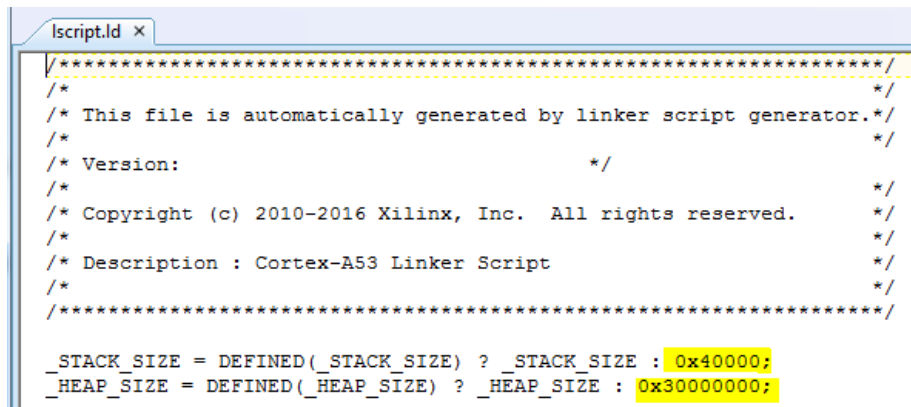 lscript.ld ×
/*******************************************************************/
/*                                                                 */
/* This file is automatically generated by linker script generator.*/
/*                                                                 */
/* Version:                                  */
/*                                                                 */
/* Copyright (c) 2010-2016 Xilinx, Inc.  All rights reserved.      */
/*                                                                 */
/* Description : Cortex-A53 Linker Script                          */
/*                                                                 */
/*******************************************************************/
_STACK_SIZE = DEFINED(_STACK_SIZE) ? _STACK_SIZE : 0x40000;
_HEAP_SIZE = DEFINED(_HEAP_SIZE) ? _HEAP_SIZE : 0x30000000;